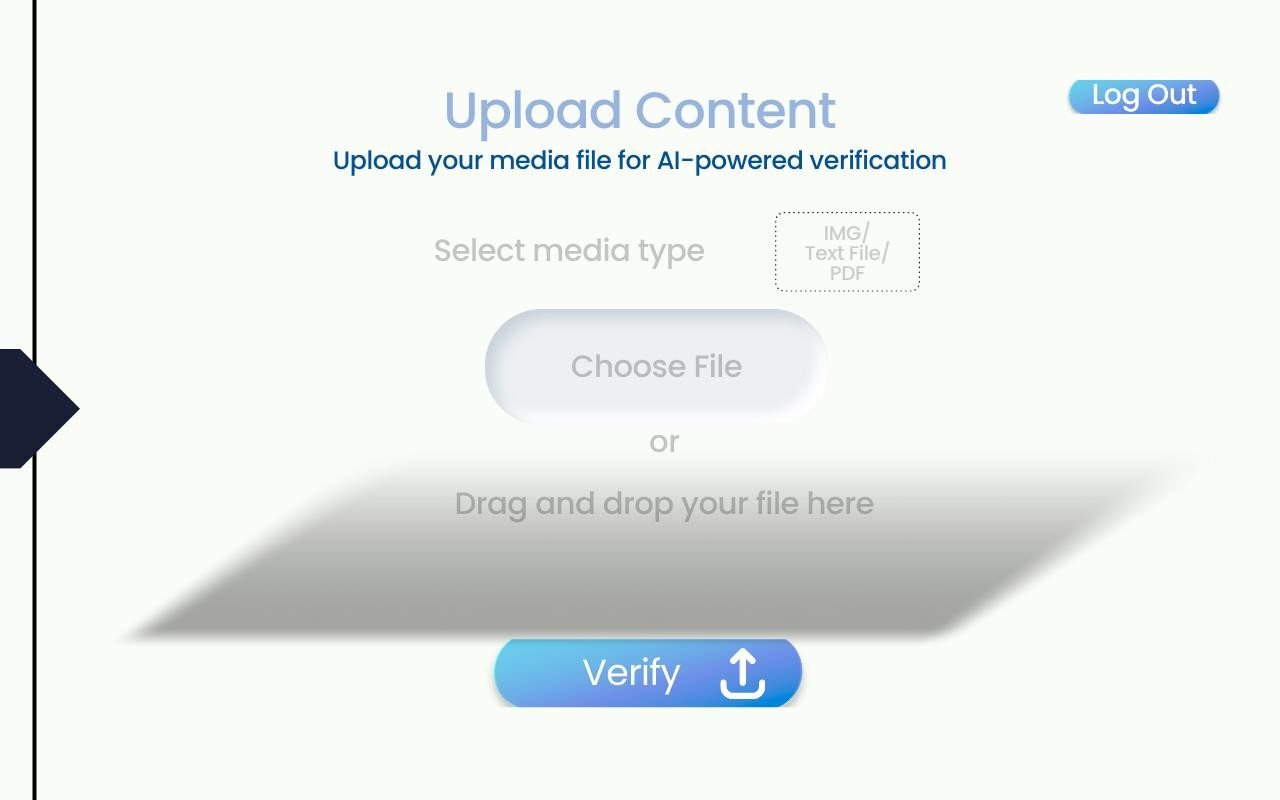 Upload Content
Log Out
Upload your media file for AI-powered verification
Select media type
IMG/
Text File/
PDF
Choose File
or
Drag and drop your file here
Verify